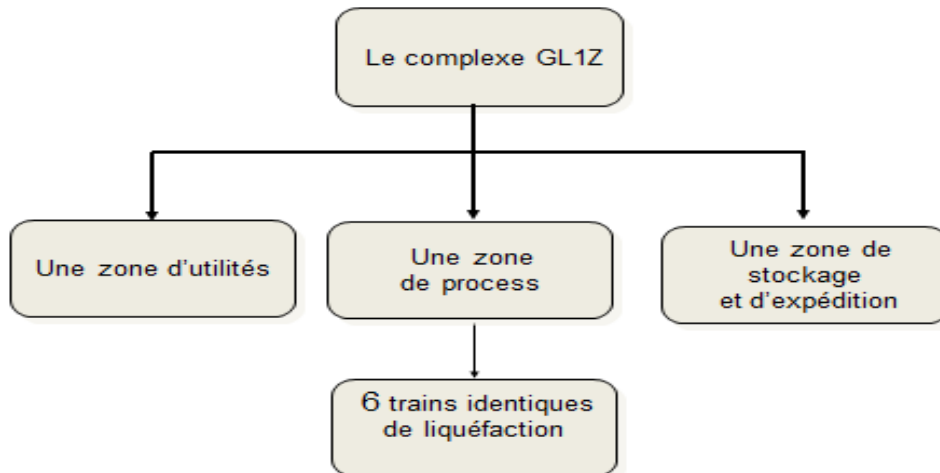 Le complexe GL1Z
Une zone d'utilités
Une zone
de process
Une zone de
stockage
et d'expédition
6 trains identiques
de liquéfaction